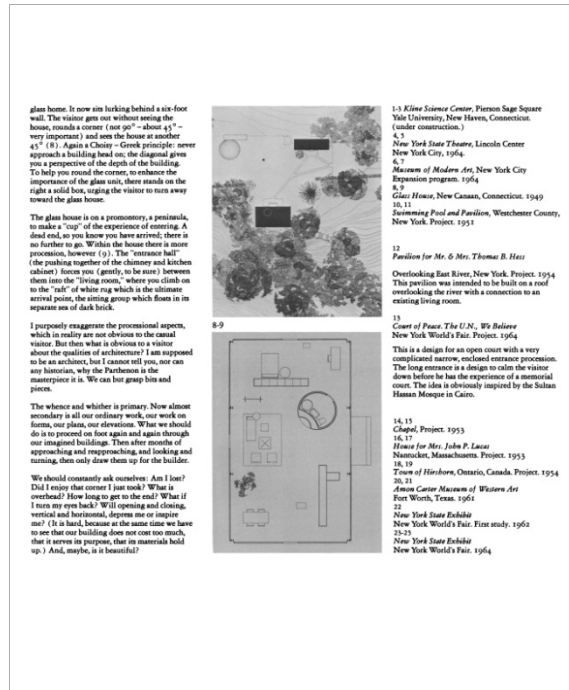 glass home. It now sits lurking behind a six-foot
wall. The visitor gets out without seeing the
house, rounds a corner (not 90° – about 45° –
very important) and sees the house at another
45° (8). Again a Choisy – Greek principle: never
approach a building head on; the diagonal gives
you a perspective of the depth of the building.
To help you round the corner, to enhance the
importance of the glass unit, there stands on the
right a solid box, urging the visitor to turn away
toward the glass house.
The glass house is on a promontory, a peninsula,
to make a "cup" of the experience of entering. A
dead end, so you know you have arrived; there is
no further to go. Within the house there is more
procession, however (9). The "entrance hall"
(the pushing together of the chimney and kitchen
cabinet) forces you (gently, to be sure) between
them into the "living room," where you climb on
to the "raft" of white rug which is the ultimate
arrival point, the sitting group which floats in its
separate sea of dark brick.
I purposely exaggerate the processional aspects,
which in reality are not obvious to the casual
visitor. But then what is obvious to a visitor
about the qualities of architecture? I am supposed
to be an architect, but I cannot tell you, nor can
any historian, why the Parthenon is the
masterpiece it is. We can but grasp bits and
pieces.
The whence and whither is primary. Now almost
secondary is all our ordinary work, our work on
forms, our plans, our elevations. What we should
do is to proceed on foot again and again through
our imagined buildings. Then after months of
approaching and reapproaching, and looking and
turning, then only draw them up for the builder.
We should constantly ask ourselves: Am I lost?
Did I enjoy that corner I just took? What is
overhead? How long to get to the end? What if
I turn my eyes back? Will opening and closing,
vertical and horizontal, depress me or inspire
me? (It is hard, because at the same time we have
to see that our building does not cost too much,
that it serves its purpose, that its materials hold
up.) And, maybe, is it beautiful?
8-9
1-3 Kline Science Center, Pierson Sage Square
Yale University, New Haven, Connecticut.
(under construction.)
4, 5
New York State Theatre, Lincoln Center
New York City, 1964.
6, 7
Museum of Modern Art, New York City
Expansion program. 1964
8, 9
Glass House, New Canaan, Connecticut. 1949
10, 11
Swimming Pool and Pavilion, Westchester County,
New York. Project. 1951
12
Pavilion for Mr. & Mrs. Thomas B. Hess
Overlooking East River, New York. Project. 1954
This pavilion was intended to be built on a roof
overlooking the river with a connection to an
existing living room.
13
Court of Peace. The U.N., We Believe
New York World's Fair. Project. 1964
This is a design for an open court with a very
complicated narrow, enclosed entrance procession.
The long entrance is a design to calm the visitor
down before he has the experience of a memorial
court. The idea is obviously inspired by the Sultan
Hassan Mosque in Cairo.
14, 15
Chapel, Project. 1953
16, 17
House for Mrs. John P. Lucas
Nantucket, Massachusetts. Project. 1953
18, 19
Town of Hirshorn, Ontario, Canada. Project. 1954
20, 21
Amon Carter Museum of Western Art
Fort Worth, Texas. 1961
22
New York State Exhibit
New York World's Fair. First study. 1962
23-25
New York State Exhibit
New York World's Fair. 1964